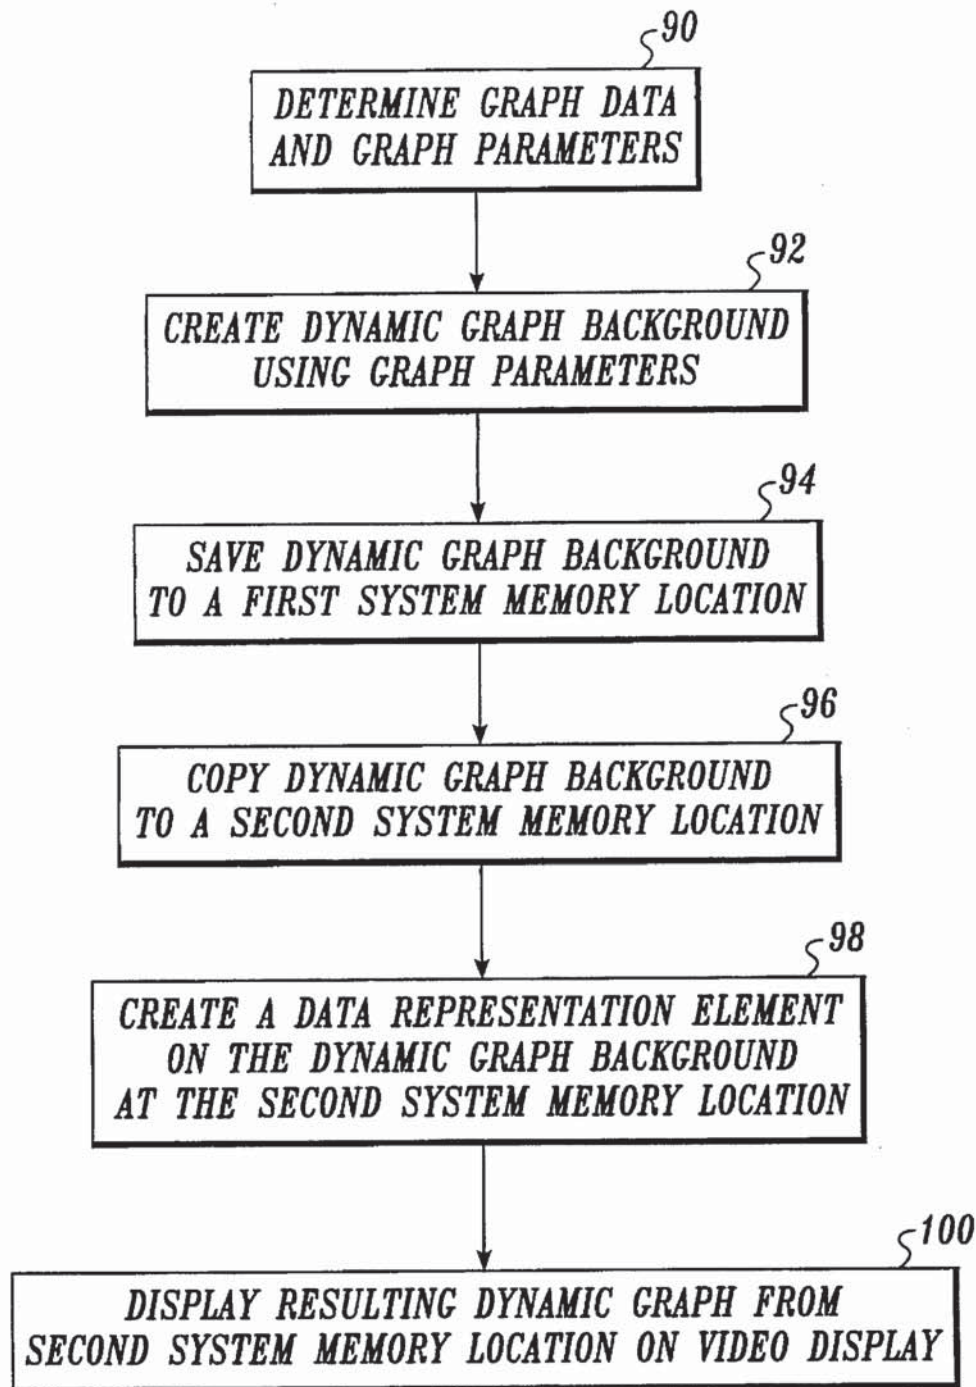 90
DETERMINE GRAPH DATA
AND GRAPH PARAMETERS
92
CREATE DYNAMIC GRAPH BACKGROUND
USING GRAPH PARAMETERS
94
SAVE DYNAMIC GRAPH BACKGROUND
TO A FIRST SYSTEM MEMORY LOCATION
96
COPY DYNAMIC GRAPH BACKGROUND
TO A SECOND SYSTEM MEMORY LOCATION
98
CREATE A DATA REPRESENTATION ELEMENT
ON THE DYNAMIC GRAPH BACKGROUND
AT THE SECOND SYSTEM MEMORY LOCATION
100
DISPLAY RESULTING DYNAMIC GRAPH FROM
SECOND SYSTEM MEMORY LOCATION ON VIDEO DISPLAY